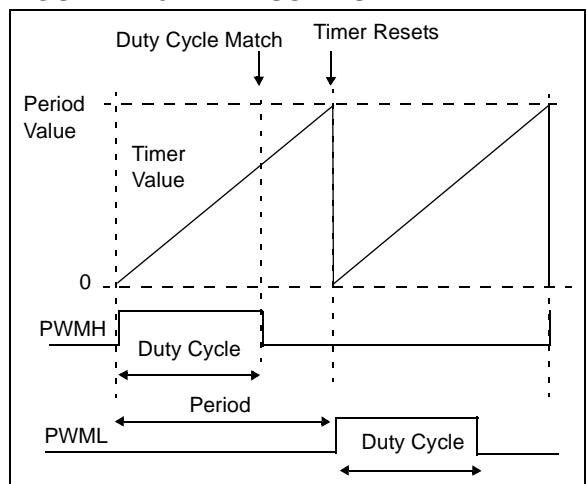 Duty Cycle Match
Timer Resets
Period
Value
Timer
Value
0
PWMH
Duty Cycle
Period
PWML
Duty Cycle